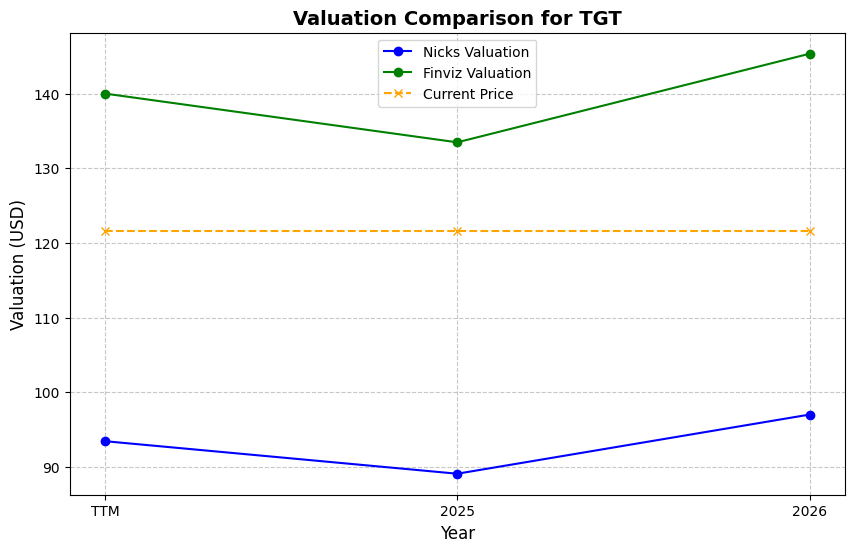 Valuation Comparison for TGT
Nicks Valuation
Finviz Valuation
Current Price
Valuation (USD)
140
130
120
110
100
90
TTM
2025
2026
Year